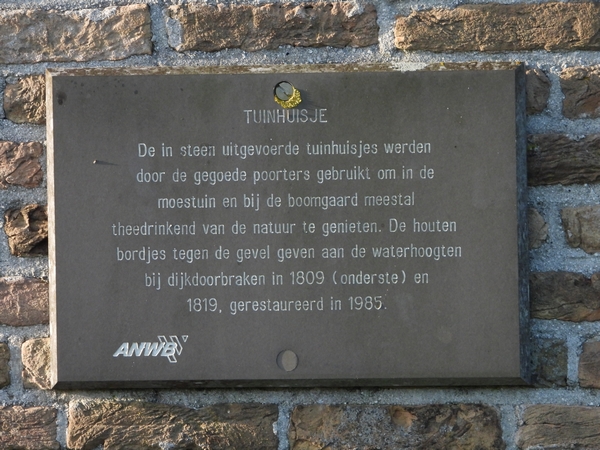 TUINHUISJE
De in steen uitgevoerde tuinhuisjes werden
door de gegoede poorters gebruikt om in de
moestuin en bij de boomgaard meestal
theedrinkend van de natuur te genieten. De houten
bordjes tegen de gevel geven aan de waterhoogten
bij dijkdoorbraken in 1809 (onderste) en
1819, gerestaureerd in 1985.
ANWB